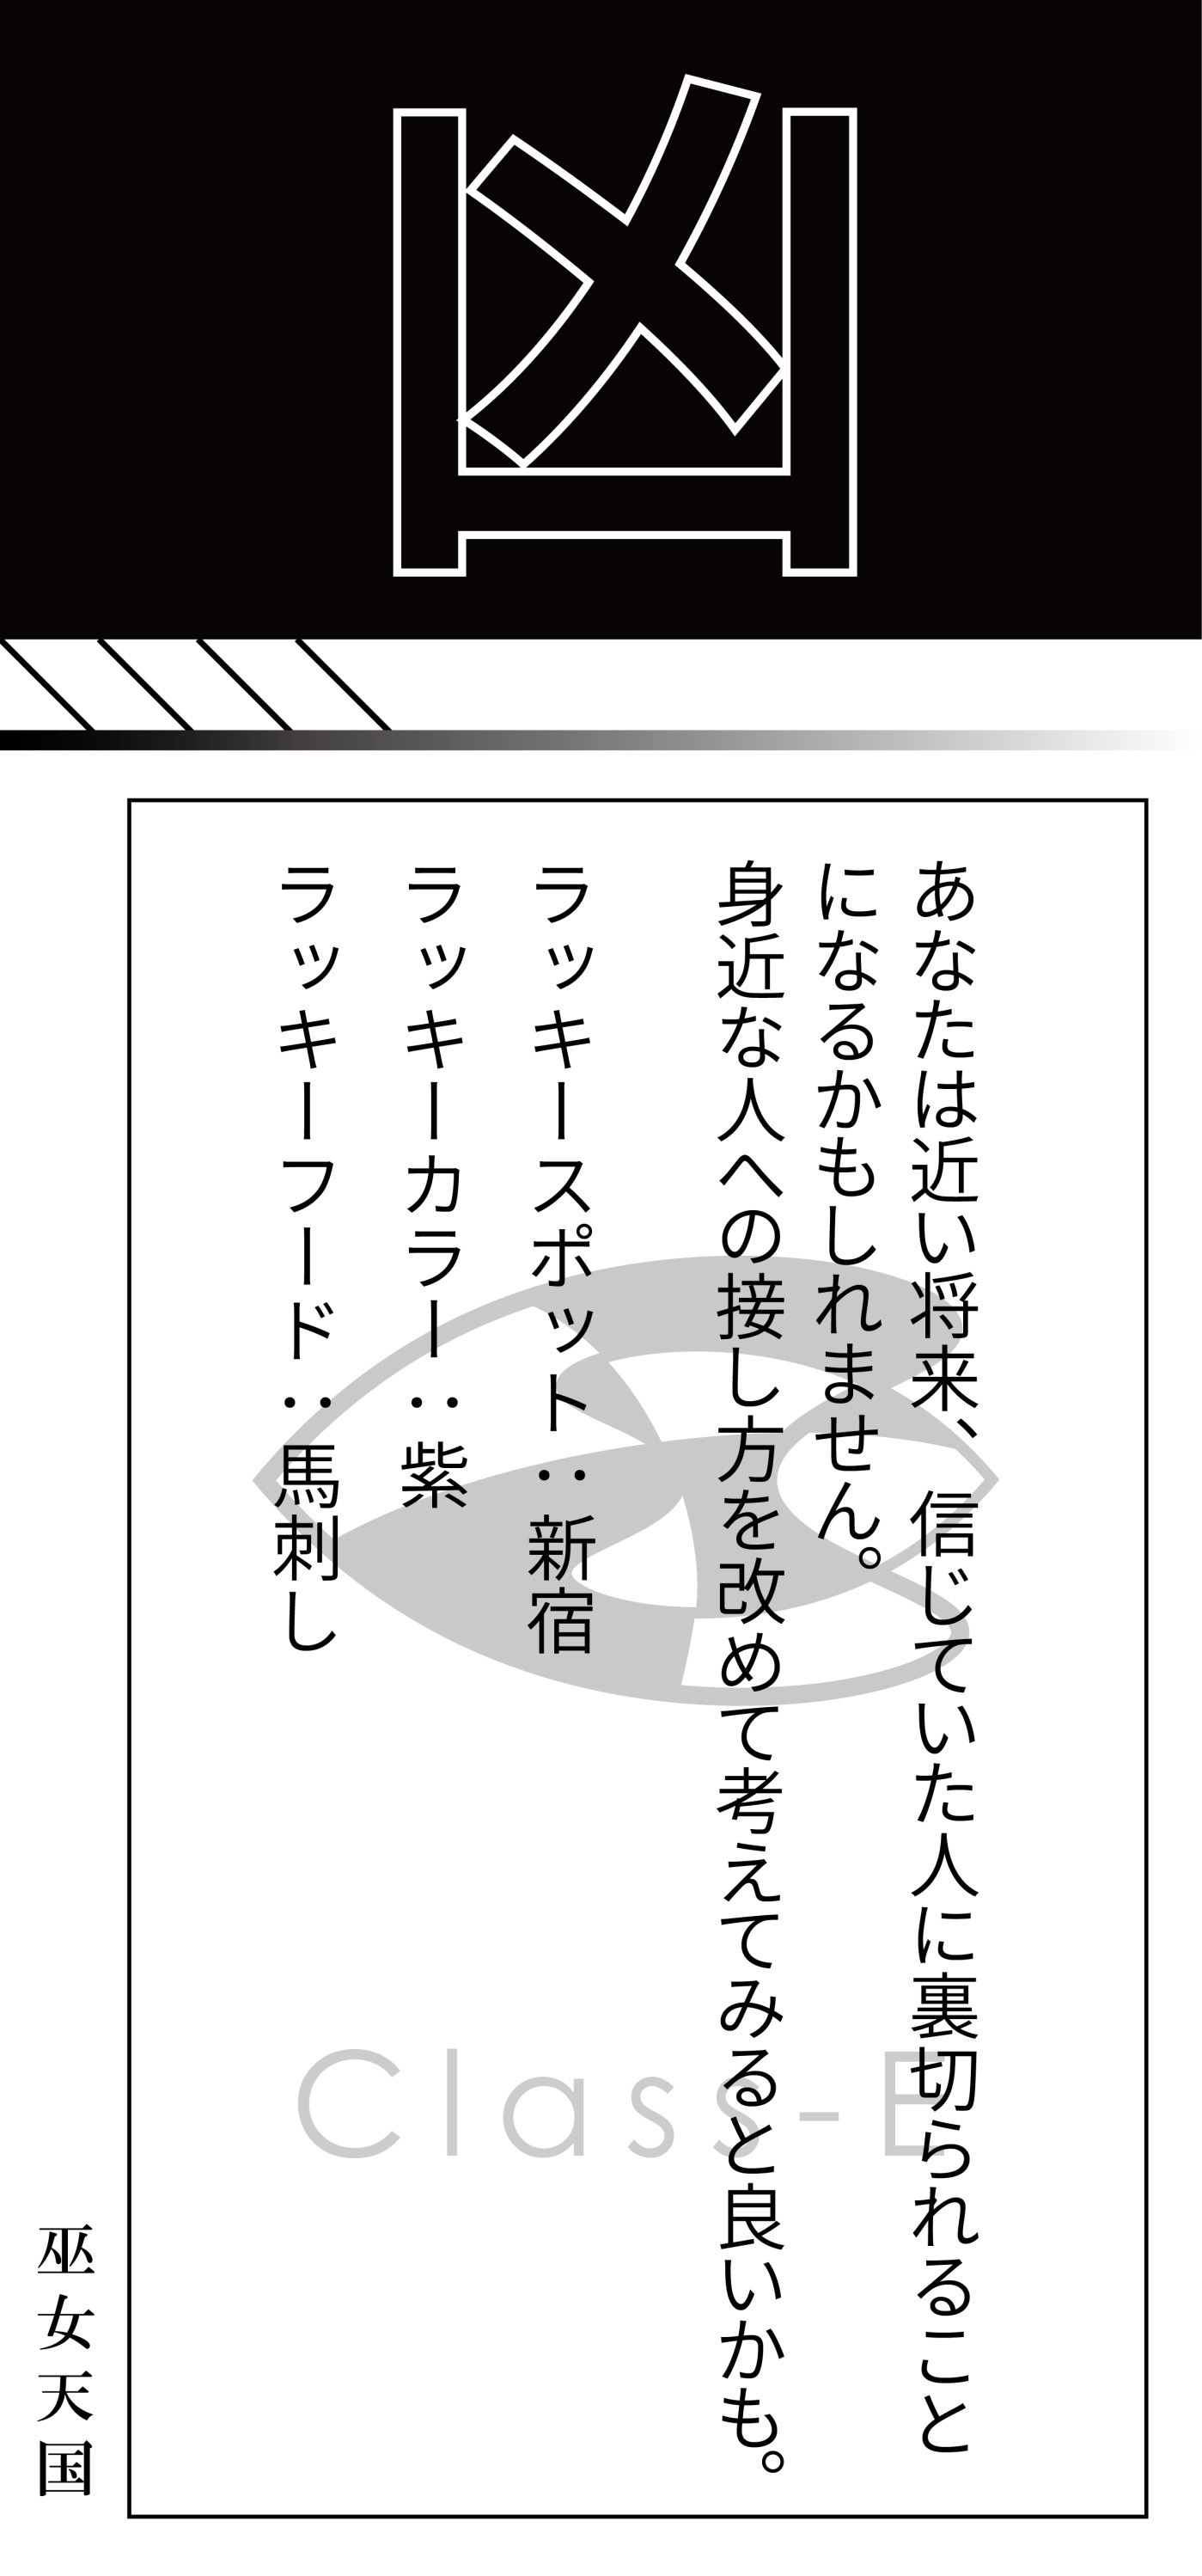 凶
あなたは近い将来、信じていた人に裏切られること
になるかもしれません。
身近な人への接し方を改めて考えてみると良いかも。
ラッキースポット：新宿
ラッキーカラー：紫
ラッキーフード：馬刺し
Class-E
巫女天国